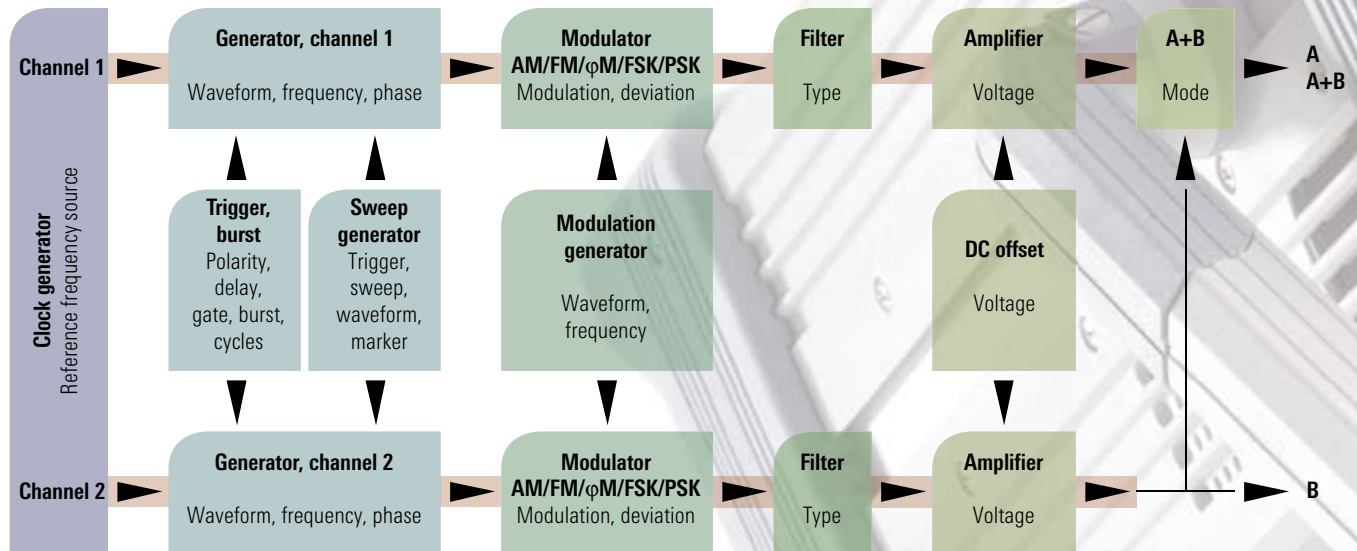 Clock generator
Reference frequency source
Channel 1
Generator, channel 1
Waveform, frequency, phase
Modulator
AM/FM/φM/FSK/PSK
Modulation, deviation
Filter
Type
Amplifier
Voltage
A+B
Mode
A
A+B
Trigger,
burst
Polarity,
delay,
gate, burst,
cycles
Sweep
generator
Trigger,
sweep,
waveform,
marker
Modulation
generator
Waveform,
frequency
DC offset
Voltage
Channel 2
Generator, channel 2
Waveform, frequency, phase
Modulator
AM/FM/φM/FSK/PSK
Modulation, deviation
Filter
Type
Amplifier
Voltage
B